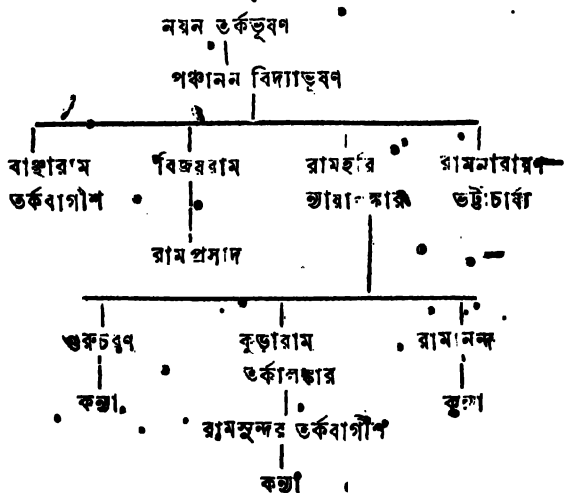 নয়ন তর্কভূষণ
পঞ্চানন বিদ্যাভূষণ
বাঞ্ছারাম বিজয়রাম রামহরি রামনারায়ণ
তর্কবাগীশ ন্যায়ালঙ্কার ভট্টাচার্য্য
রামপ্রসাদ
গুরুচরণ কুড়ারাম রামানন্দ
তর্কালঙ্কার
কন্যা কন্যা
রামসুন্দর তর্কবাগীশ
কন্যা